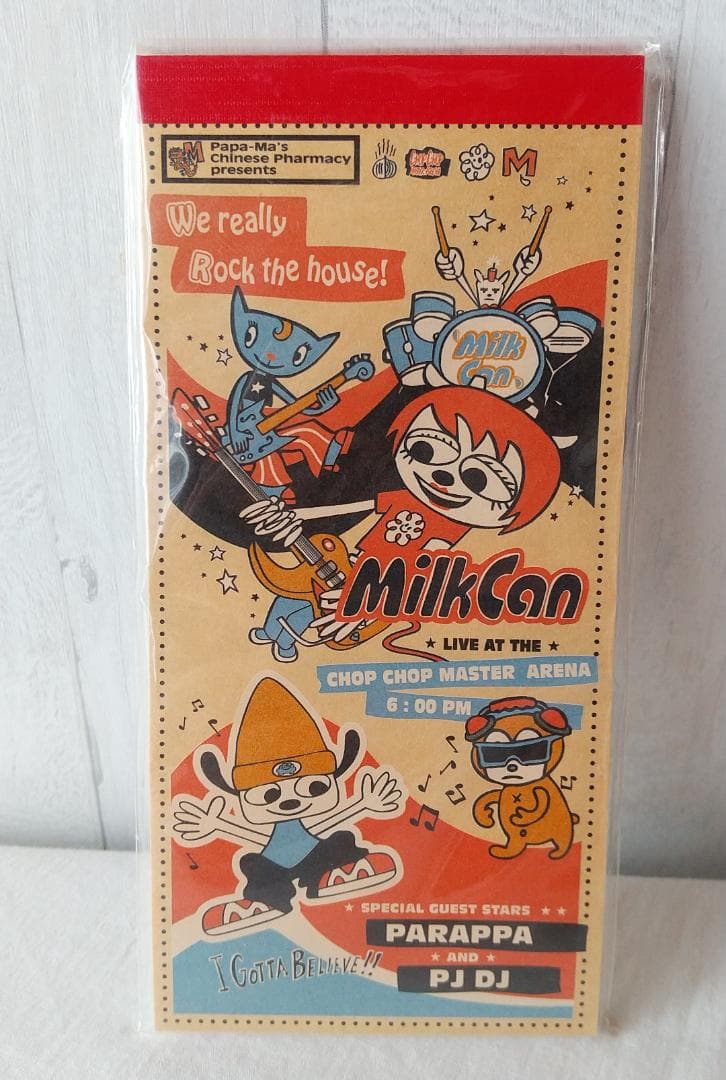 M Papa-Ma's
Chinese Pharmacy
presents
M
We really
Rock the house!
Milk
Can
MilkCan
★ LIVE AT THE ★
CHOP CHOP MASTER ARENA
6:00 PM
★ SPECIAL GUEST STARS ★ ★
PARAPPA
★ AND ★
PJ DJ
I GOTTA BELIEVE!!